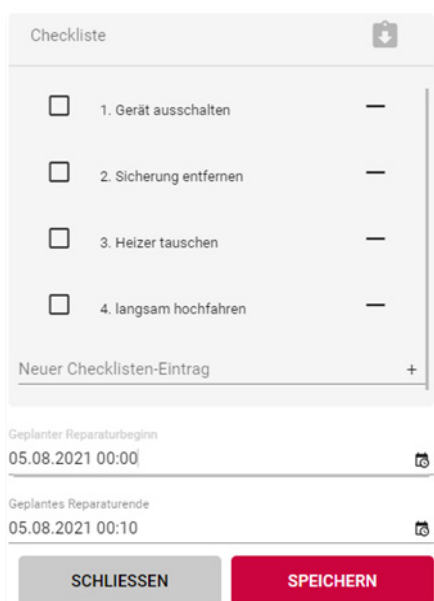 Checkliste
1. Gerät ausschalten
2. Sicherung entfernen
3. Heizer tauschen
4. langsam hochfahren
Neuer Checklisten-Eintrag +
Geplanter Reparaturbeginn
05.08.2021 00:00
Geplantes Reparaturende
05.08.2021 00:10
SCHLIESSEN SPEICHERN